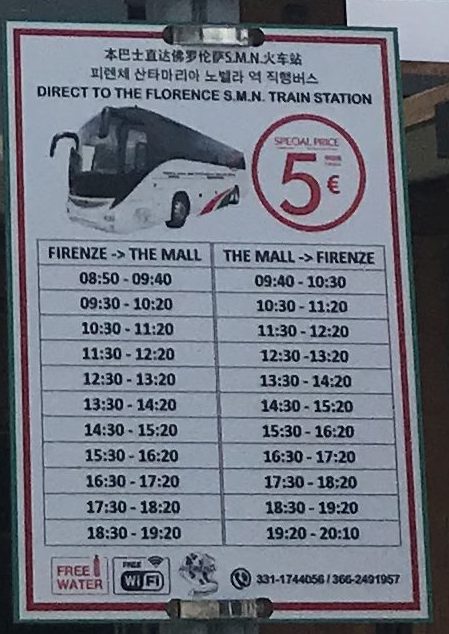 本巴士直达佛罗伦萨S.M.N.火车站
피렌체 산타마리아 노벨라 역 직행버스
DIRECT TO THE FLORENCE S.M.N. TRAIN STATION
SPECIAL PRICE
5 €
FIRENZE -> THE MALL THE MALL -> FIRENZE
08:50 - 09:40 09:40 - 10:30
09:30 - 10:20 10:30 - 11:20
10:30 - 11:20 11:30 - 12:20
11:30 - 12:20 12:30 -13:20
12:30 - 13:20 13:30 - 14:20
13:30 - 14:20 14:30 - 15:20
14:30 - 15:20 15:30 - 16:20
15:30 - 16:20 16:30 - 17:20
16:30 - 17:20 17:30 - 18:20
17:30 - 18:20 18:30 - 19:20
18:30 - 19:20 19:20 - 20:10
FREE WATER
FREE WiFi
331-1744056 / 366-2491957